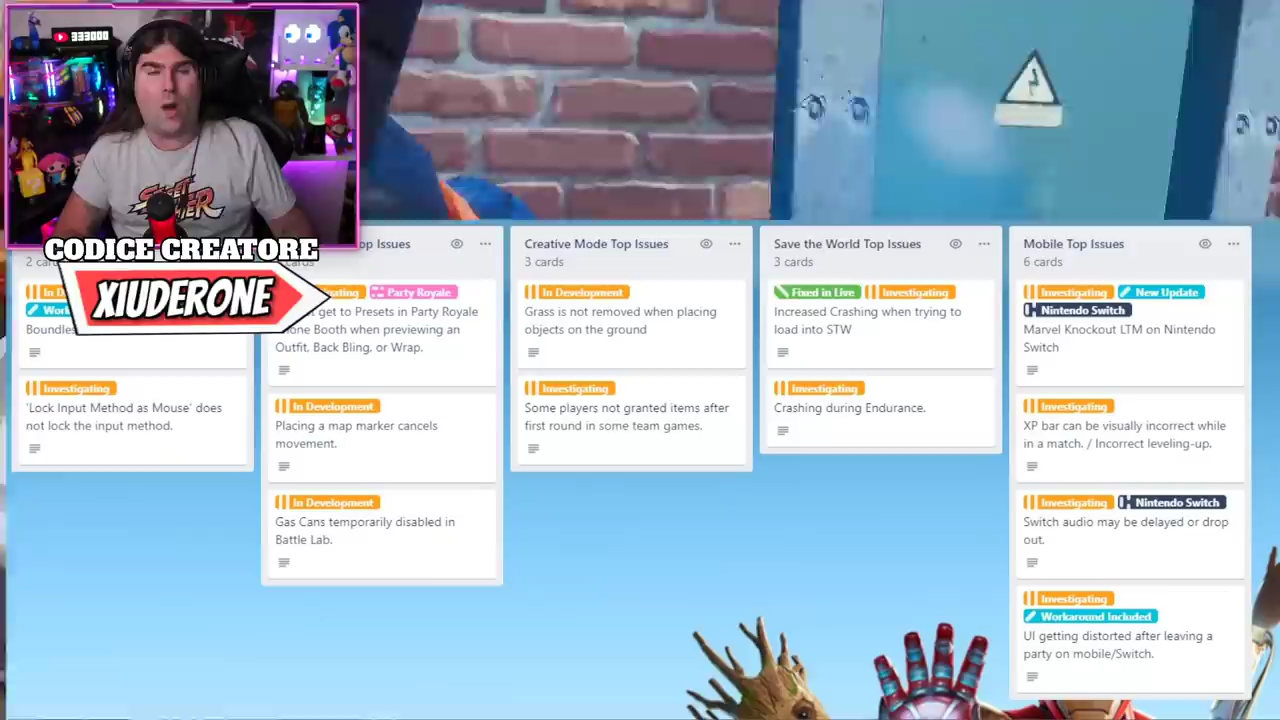 333000
CODICE CREATORE
XIUDERONE
2
Boundles
Investigating
'Lock Input Method as Mouse' does
not lock the input method.
op Issues
cards
Party Royale
get to Presets in Party Royale
one Booth when previewing an
Outfit, Back Bling, or Wrap.
In Development
Placing a map marker cancels
movement.
In Development
Gas Cans temporarily disabled in
Battle Lab.
Creative Mode Top Issues
3 cards
In Development
Grass is not removed when placing
objects on the ground
Investigating
Some players not granted items after
first round in some team games.
Save the World Top Issues
3 cards
Fixed in Live Investigating
Increased Crashing when trying to
load into STW
Investigating
Crashing during Endurance.
Mobile Top Issues
6 cards
Investigating New Update
Nintendo Switch
Marvel Knockout LTM on Nintendo
Switch
Investigating
XP bar can be visually incorrect while
in a match. / Incorrect leveling-up.
Investigating Nintendo Switch
Switch audio may be delayed or drop
out.
Investigating
Workaround Included
UI getting distorted after leaving a
party on mobile/Switch.